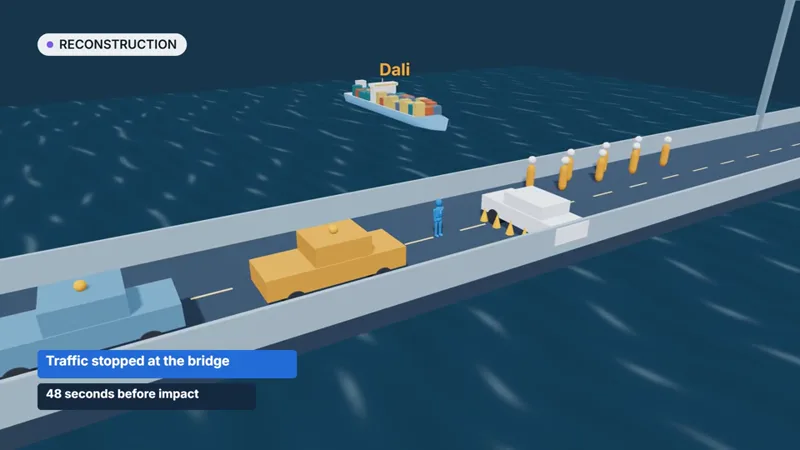 RECONSTRUCTION
Dali
Traffic stopped at the bridge
48 seconds before impact